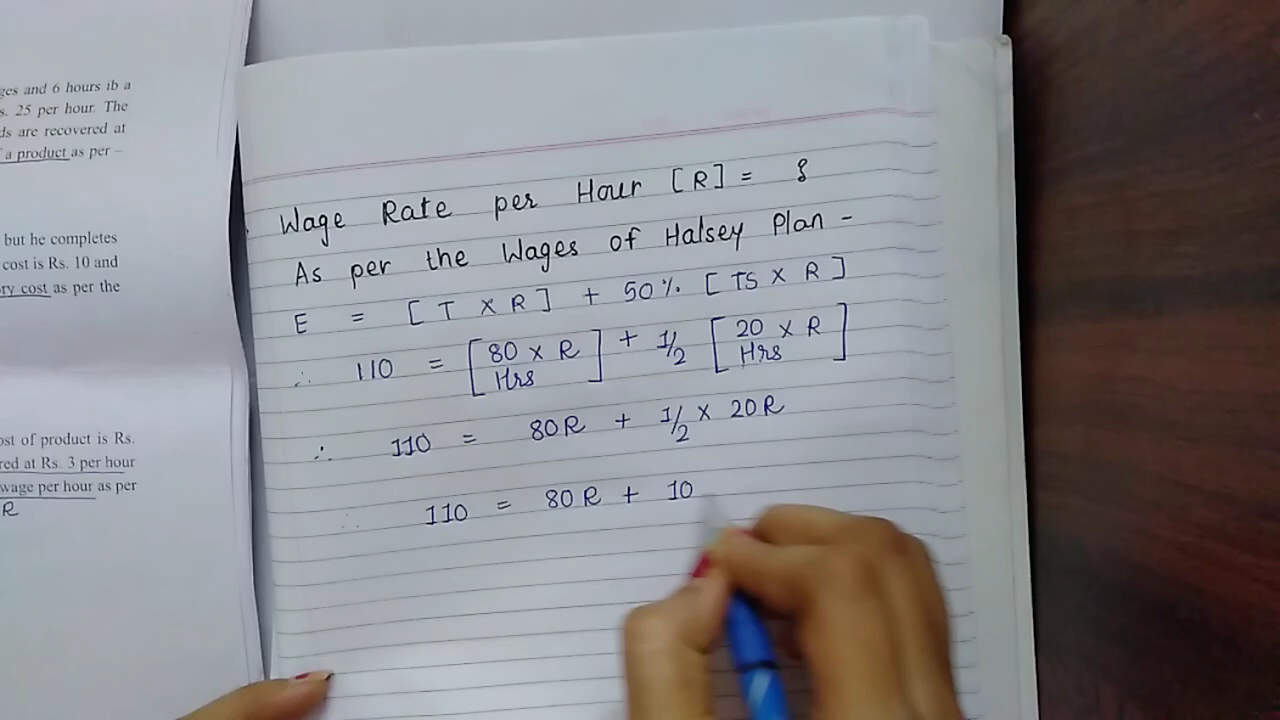 ges and 6 hours ib a
s. 25 per hour. The
ds are recovered at
a product as per –
but he completes
cost is Rs. 10 and
ry cost as per the
ost of product is Rs.
red at Rs. 3 per hour
wage per hour as per
R
Wage Rate per Hour [R] = ?
As per the Wages of Halsey Plan -
E = [ T X R ] + 50% [ TS X R ]
∴ 110 = [ 80 x R ] + 1/2 [ 20 x R ]
Hrs Hrs
∴ 110 = 80R + 1/2 x 20R
∴ 110 = 80R + 10